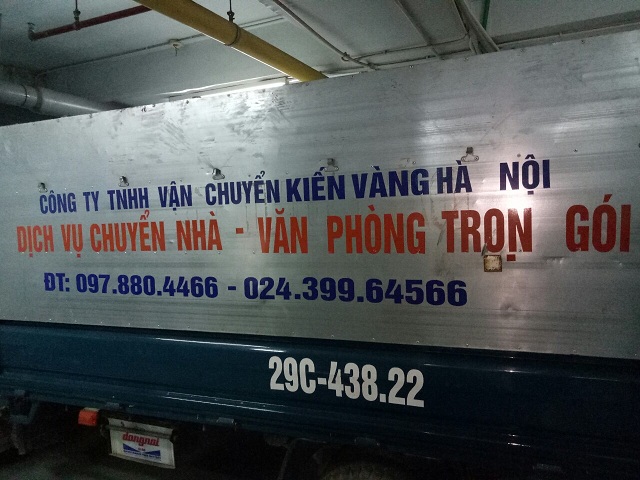 CÔNG TY TNHH VẬN CHUYỂN KIẾN VÀNG HÀ NỘI
DỊCH VỤ CHUYỂN NHÀ - VĂN PHÒNG TRỌN GÓI
ĐT: 097.880.4466 - 024.399.64566
29C-438.22
dongnai